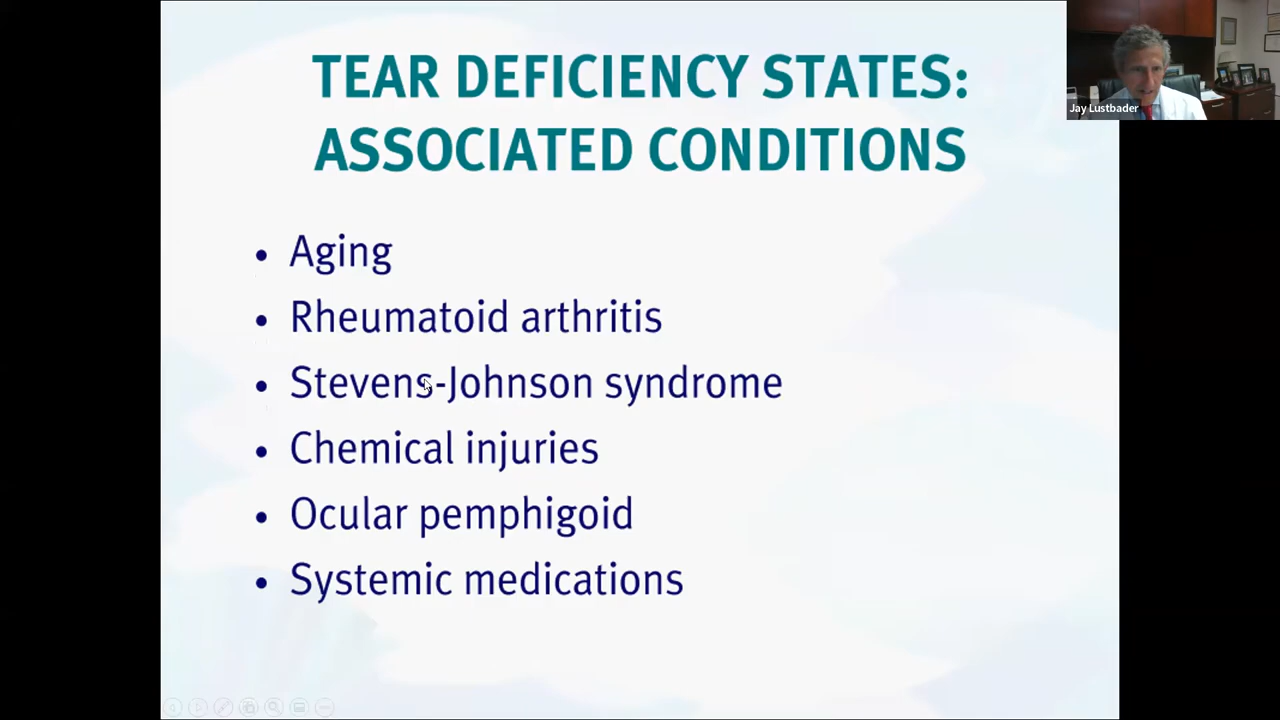 TEAR DEFICIENCY STATES:
ASSOCIATED CONDITIONS
• Aging
• Rheumatoid arthritis
• Stevens-Johnson syndrome
• Chemical injuries
• Ocular pemphigoid
• Systemic medications
Jay Lustbader